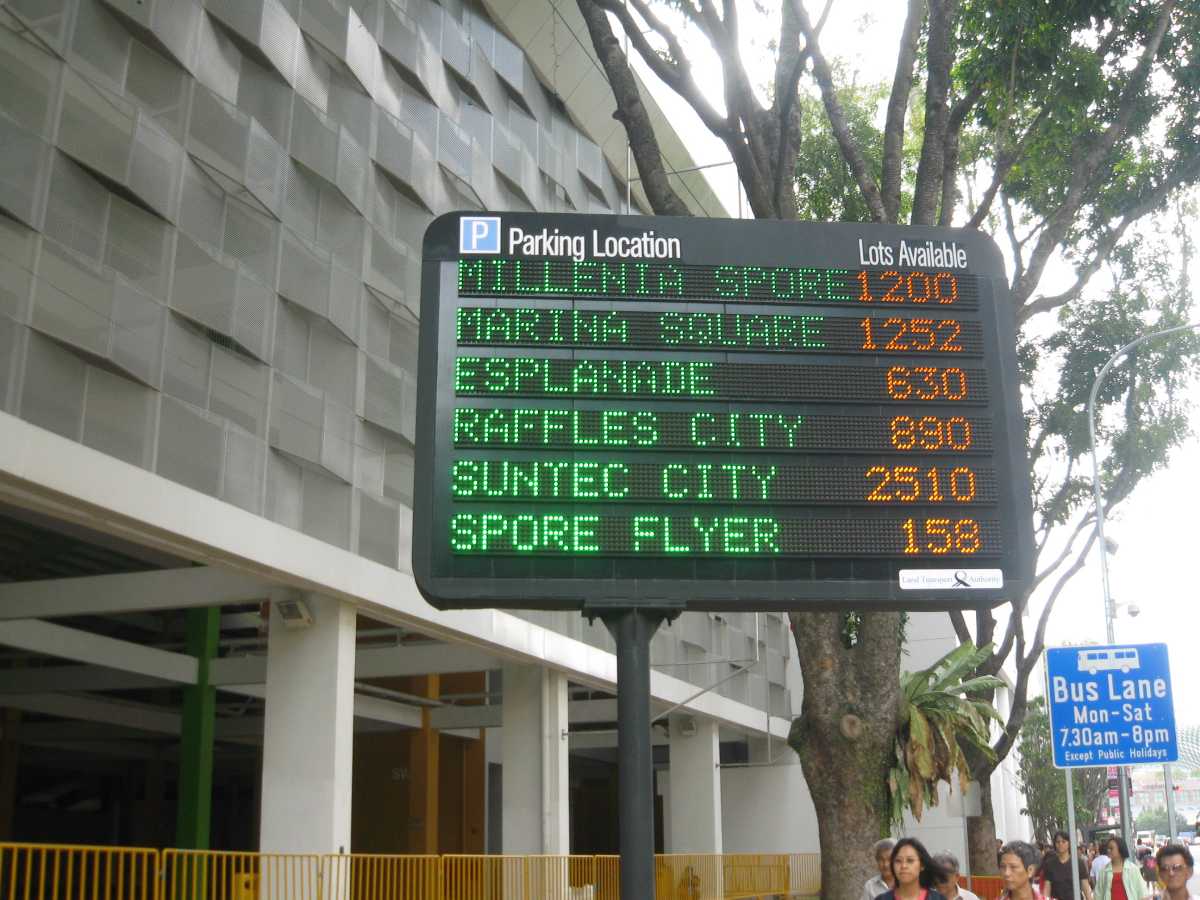 P Parking Location Lots Available
MILLENIA SPORE 1200
MARINA SQUARE 1252
ESPLANADE 630
RAFFLES CITY 890
SUNTEC CITY 2510
SPORE FLYER 158
Land Transport Authority
Bus Lane
Mon-Sat
7.30am-8pm
Except Public Holidays